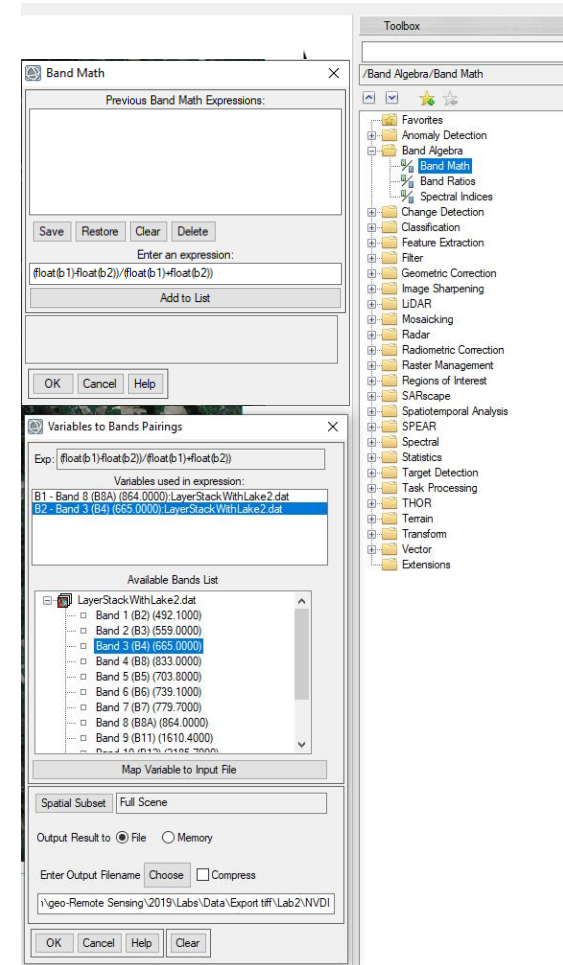 Toolbox
/Band Algebra/Band Math
Favorites
Anomaly Detection
Band Algebra
Band Math
Band Ratios
Spectral Indices
Change Detection
Classification
Feature Extraction
Filter
Geometric Correction
Image Sharpening
LiDAR
Mosaicking
Radar
Radiometric Correction
Raster Management
Regions of Interest
SARscape
Spatiotemporal Analysis
SPEAR
Spectral
Statistics
Target Detection
Task Processing
THOR
Terrain
Transform
Vector
Extensions
Band Math
Previous Band Math Expressions:
Save Restore Clear Delete
Enter an expression:
(float(b1)-float(b2))/(float(b1)+float(b2))
Add to List
OK Cancel Help
Variables to Bands Pairings
Exp: (float(b1)-float(b2))/(float(b1)+float(b2))
Variables used in expression:
B1 - Band 8 (B8A) (864.0000):LayerStackWithLake2.dat
B2 - Band 3 (B4) (665.0000):LayerStackWithLake2.dat
Available Bands List
LayerStackWithLake2.dat
Band 1 (B2) (492.1000)
Band 2 (B3) (559.0000)
Band 3 (B4) (665.0000)
Band 4 (B8) (833.0000)
Band 5 (B5) (703.8000)
Band 6 (B6) (739.1000)
Band 7 (B7) (779.7000)
Band 8 (B8A) (864.0000)
Band 9 (B11) (1610.4000)
Band 10 (B12) (2185.7000)
Map Variable to Input File
Spatial Subset Full Scene
Output Result to File Memory
Enter Output Filename Choose Compress
\geo-Remote Sensing\2019\Labs\Data\Export tiff\Lab2\NVDI
OK Cancel Help Clear